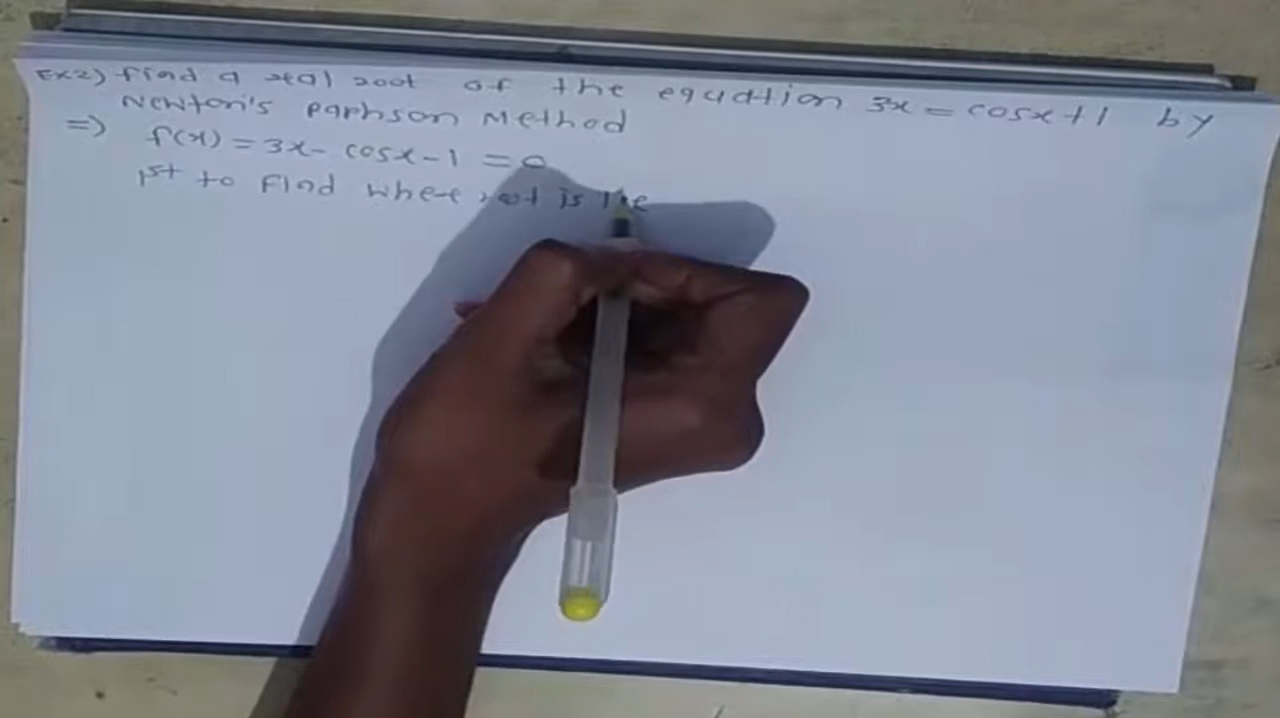 Ex2) Find a real root of the equation 3x = cosx+1 by
Newton's Raphson Method
=> f(x) = 3x - cosx - 1 = 0
1st to find where root is lie